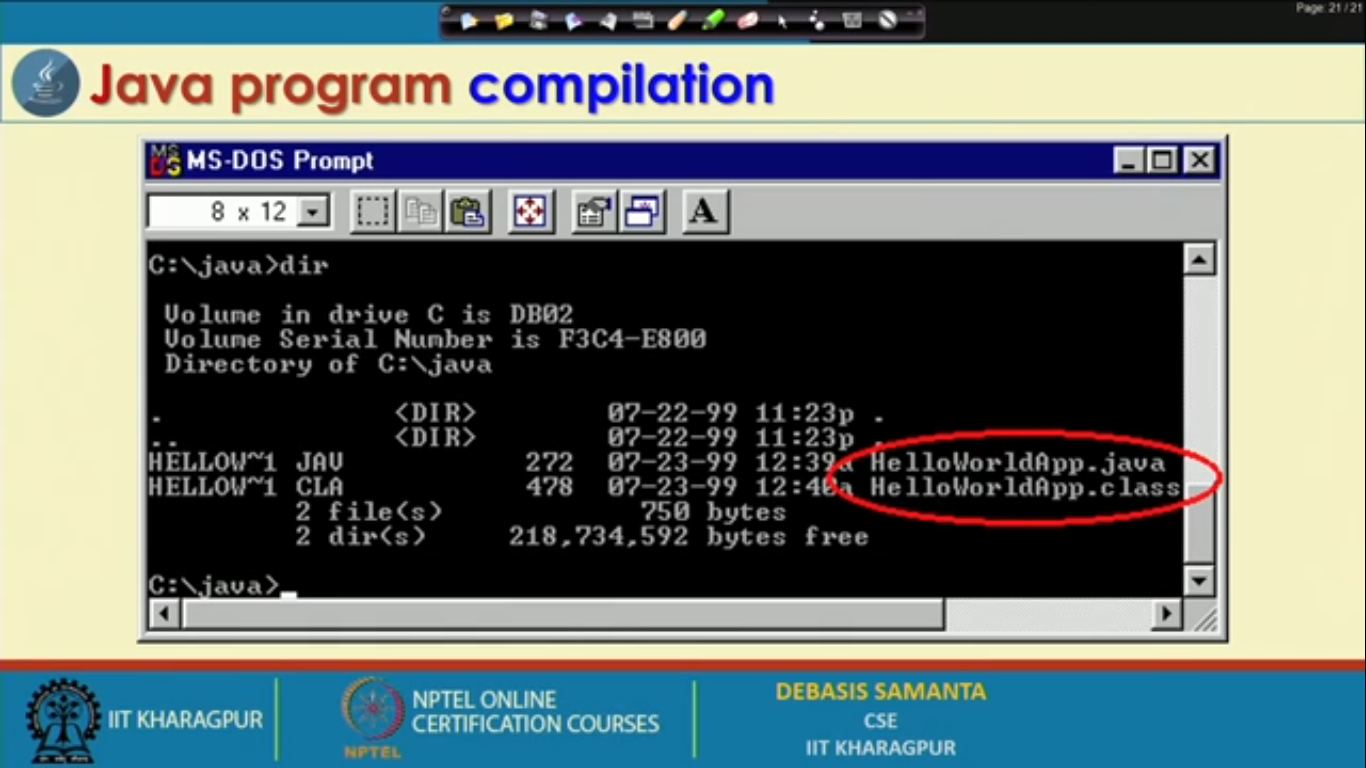 Page: 21 / 21
Java program compilation
MS-DOS Prompt
8 x 12
A
C:\java>dir
Volume in drive C is DB02
Volume Serial Number is F3C4-E800
Directory of C:\java
. <DIR> 07-22-99 11:23p .
.. <DIR> 07-22-99 11:23p ..
HELLOW~1 JAV 272 07-23-99 12:39a HelloWorldApp.java
HELLOW~1 CLA 478 07-23-99 12:40a HelloWorldApp.class
2 file(s) 750 bytes
2 dir(s) 218,734,592 bytes free
C:\java>_
IIT KHARAGPUR
NPTEL
NPTEL ONLINE
CERTIFICATION COURSES
DEBASIS SAMANTA
CSE
IIT KHARAGPUR